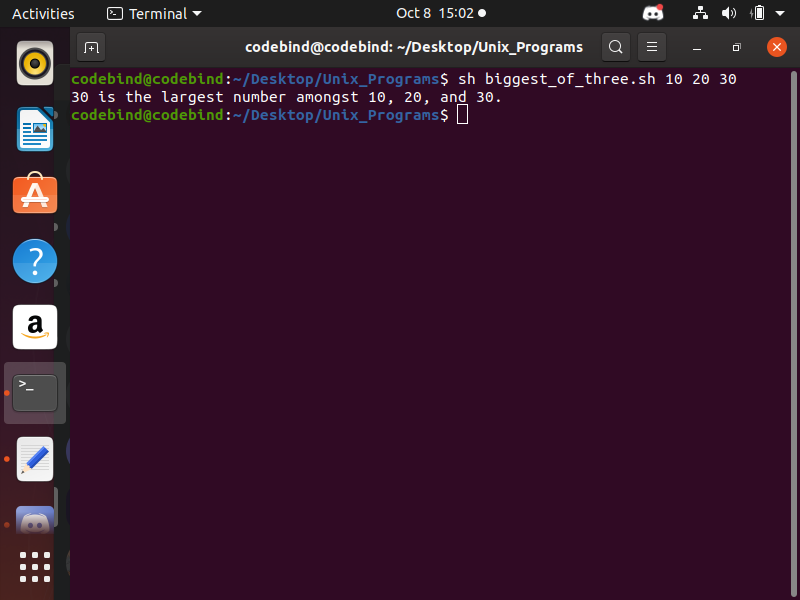 Activities Terminal Oct 8 15:02
codebind@codebind: ~/Desktop/Unix_Programs
codebind@codebind:~/Desktop/Unix_Programs$ sh biggest_of_three.sh 10 20 30
30 is the largest number amongst 10, 20, and 30.
codebind@codebind:~/Desktop/Unix_Programs$
?
a
>_